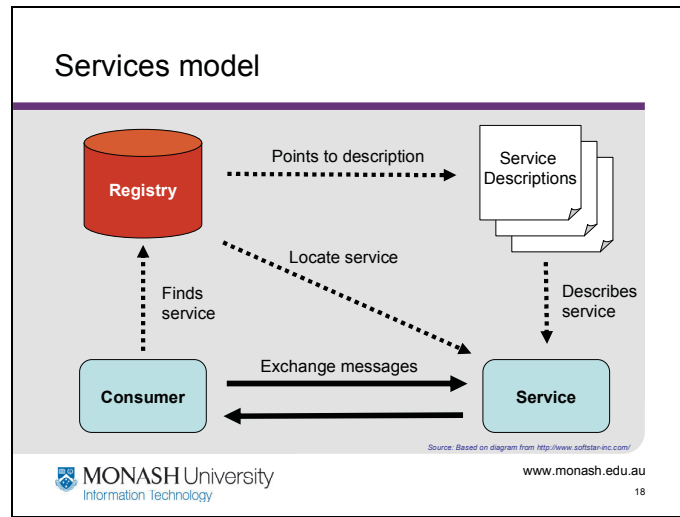 Services model
Points to description
Service
Descriptions
Registry
Locate service
Finds
service
Describes
service
Exchange messages
Consumer
Service
Source: Based on diagram from http://www.softstar-inc.com/
MONASH University
Information Technology
www.monash.edu.au
18